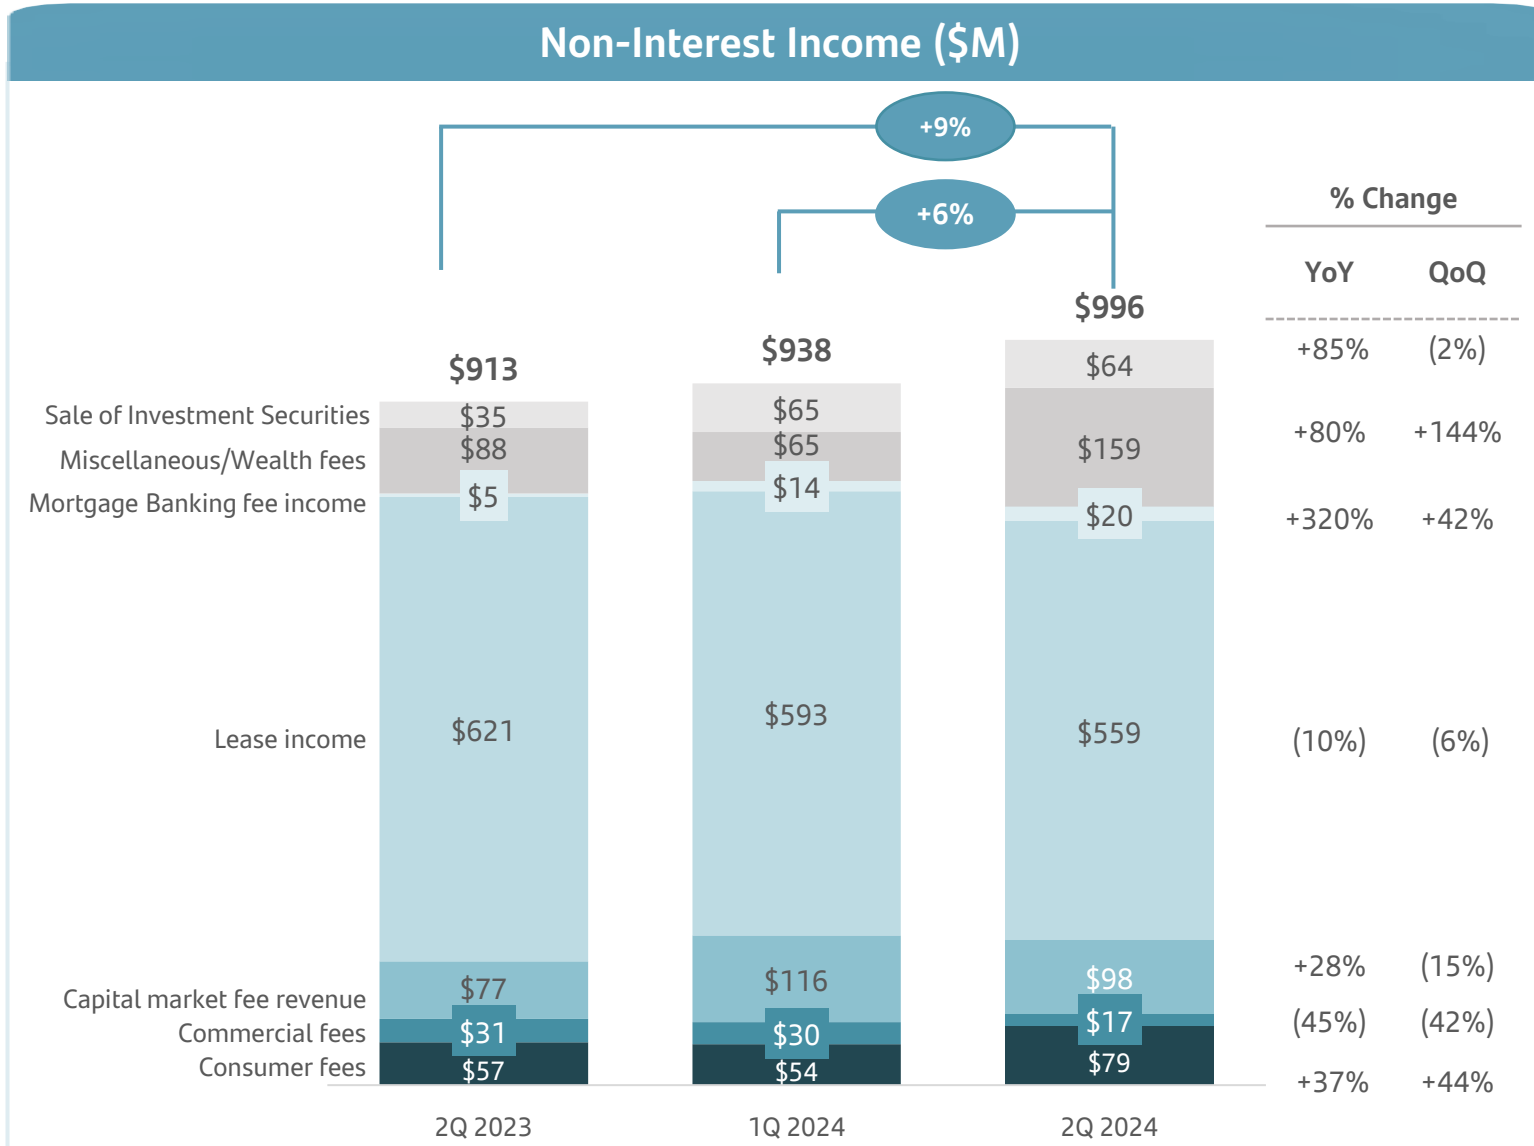 Non-Interest Income ($M)
+9%
+6%
% Change
YoY QoQ
$913 $938 $996
Sale of Investment Securities $35 $65 $64 +85% (2%)
Miscellaneous/Wealth fees $88 $65 $159 +80% +144%
Mortgage Banking fee income $5 $14 $20 +320% +42%
Lease income $621 $593 $559 (10%) (6%)
Capital market fee revenue $77 $116 $98 +28% (15%)
Commercial fees $31 $30 $17 (45%) (42%)
Consumer fees $57 $54 $79 +37% +44%
2Q 2023 1Q 2024 2Q 2024